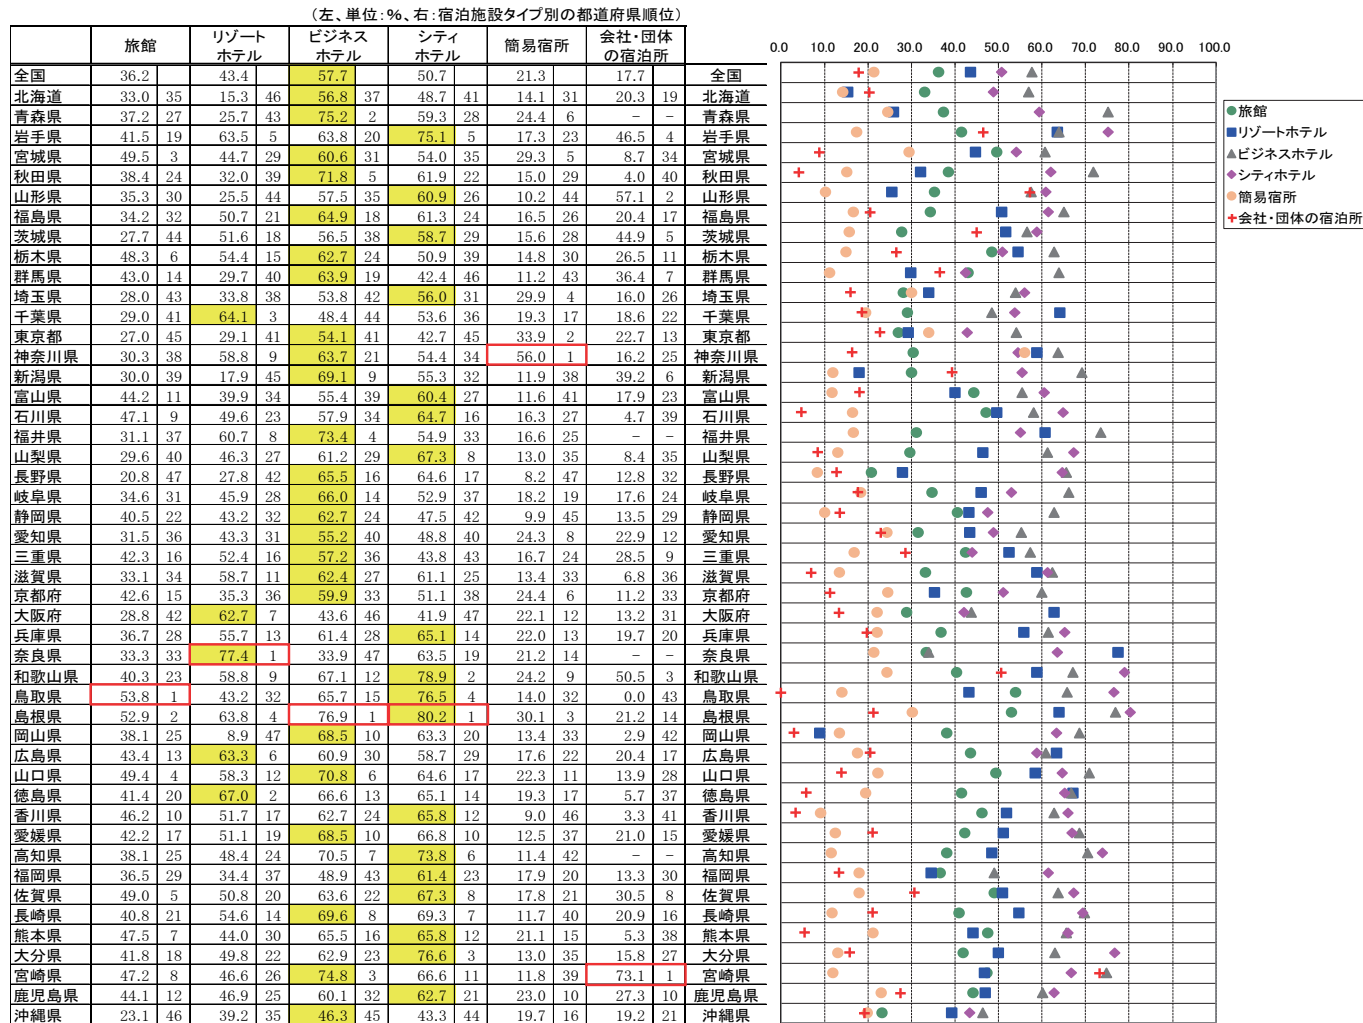 (左、単位:%、右:宿泊施設タイプ別の都道府県順位)
旅館 リゾートホテル ビジネスホテル シティホテル 簡易宿所 会社・団体の宿泊所
0.0 10.0 20.0 30.0 40.0 50.0 60.0 70.0 80.0 90.0 100.0
全国 36.2 43.4 57.7 50.7 21.3 17.7 全国
北海道 33.0 35 15.3 46 56.8 37 48.7 41 14.1 31 20.3 19 北海道
青森県 37.2 27 25.7 43 75.2 2 59.3 28 24.4 6 － － 青森県
岩手県 41.5 19 63.5 5 63.8 20 75.1 5 17.3 23 46.5 4 岩手県
宮城県 49.5 3 44.7 29 60.6 31 54.0 35 29.3 5 8.7 34 宮城県
秋田県 38.4 24 32.0 39 71.8 5 61.9 22 15.0 29 4.0 40 秋田県
山形県 35.3 30 25.5 44 57.5 35 60.9 26 10.2 44 57.1 2 山形県
福島県 34.2 32 50.7 21 64.9 18 61.3 24 16.5 26 20.4 17 福島県
茨城県 27.7 44 51.6 18 56.5 38 58.7 29 15.6 28 44.9 5 茨城県
栃木県 48.3 6 54.4 15 62.7 24 50.9 39 14.8 30 26.5 11 栃木県
群馬県 43.0 14 29.7 40 63.9 19 42.4 46 11.2 43 36.4 7 群馬県
埼玉県 28.0 43 33.8 38 53.8 42 56.0 31 29.9 4 16.0 26 埼玉県
千葉県 29.0 41 64.1 3 48.4 44 53.6 36 19.3 17 18.6 22 千葉県
東京都 27.0 45 29.1 41 54.1 41 42.7 45 33.9 2 22.7 13 東京都
神奈川県 30.3 38 58.8 9 63.7 21 54.4 34 56.0 1 16.2 25 神奈川県
新潟県 30.0 39 17.9 45 69.1 9 55.3 32 11.9 38 39.2 6 新潟県
富山県 44.2 11 39.9 34 55.4 39 60.4 27 11.6 41 17.9 23 富山県
石川県 47.1 9 49.6 23 57.9 34 64.7 16 16.3 27 4.7 39 石川県
福井県 31.1 37 60.7 8 73.4 4 54.9 33 16.6 25 － － 福井県
山梨県 29.6 40 46.3 27 61.2 29 67.3 8 13.0 35 8.4 35 山梨県
長野県 20.8 47 27.8 42 65.5 16 64.6 17 8.2 47 12.8 32 長野県
岐阜県 34.6 31 45.9 28 66.0 14 52.9 37 18.2 19 17.6 24 岐阜県
静岡県 40.5 22 43.2 32 62.7 24 47.5 42 9.9 45 13.5 29 静岡県
愛知県 31.5 36 43.3 31 55.2 40 48.8 40 24.3 8 22.9 12 愛知県
三重県 42.3 16 52.4 16 57.2 36 43.8 43 16.7 24 28.5 9 三重県
滋賀県 33.1 34 58.7 11 62.4 27 61.1 25 13.4 33 6.8 36 滋賀県
京都府 42.6 15 35.3 36 59.9 33 51.1 38 24.4 6 11.2 33 京都府
大阪府 28.8 42 62.7 7 43.6 46 41.9 47 22.1 12 13.2 31 大阪府
兵庫県 36.7 28 55.7 13 61.4 28 65.1 14 22.0 13 19.7 20 兵庫県
奈良県 33.3 33 77.4 1 33.9 47 63.5 19 21.2 14 － － 奈良県
和歌山県 40.3 23 58.8 9 67.1 12 78.9 2 24.2 9 50.5 3 和歌山県
鳥取県 53.8 1 43.2 32 65.7 15 76.5 4 14.0 32 0.0 43 鳥取県
島根県 52.9 2 63.8 4 76.9 1 80.2 1 30.1 3 21.2 14 島根県
岡山県 38.1 25 8.9 47 68.5 10 63.3 20 13.4 33 2.9 42 岡山県
広島県 43.4 13 63.3 6 60.9 30 58.7 29 17.6 22 20.4 17 広島県
山口県 49.4 4 58.3 12 70.8 6 64.6 17 22.3 11 13.9 28 山口県
徳島県 41.4 20 67.0 2 66.6 13 65.1 14 19.3 17 5.7 37 徳島県
香川県 46.2 10 51.7 17 62.7 24 65.8 12 9.0 46 3.3 41 香川県
愛媛県 42.2 17 51.1 19 68.5 10 66.8 10 12.5 37 21.0 15 愛媛県
高知県 38.1 25 48.4 24 70.5 7 73.8 6 11.4 42 － － 高知県
福岡県 36.5 29 34.4 37 48.9 43 61.4 23 17.9 20 13.3 30 福岡県
佐賀県 49.0 5 50.8 20 63.6 22 67.3 8 17.8 21 30.5 8 佐賀県
長崎県 40.8 21 54.6 14 69.6 8 69.3 7 11.7 40 20.9 16 長崎県
熊本県 47.5 7 44.0 30 65.5 16 65.8 12 21.1 15 5.3 38 熊本県
大分県 41.8 18 49.8 22 62.9 23 76.6 3 13.0 35 15.8 27 大分県
宮崎県 47.2 8 46.6 26 74.8 3 66.6 11 11.8 39 73.1 1 宮崎県
鹿児島県 44.1 12 46.9 25 60.1 32 62.7 21 23.0 10 27.3 10 鹿児島県
沖縄県 23.1 46 39.2 35 46.3 45 43.3 44 19.7 16 19.2 21 沖縄県
旅館
リゾートホテル
ビジネスホテル
シティホテル
簡易宿所
会社・団体の宿泊所